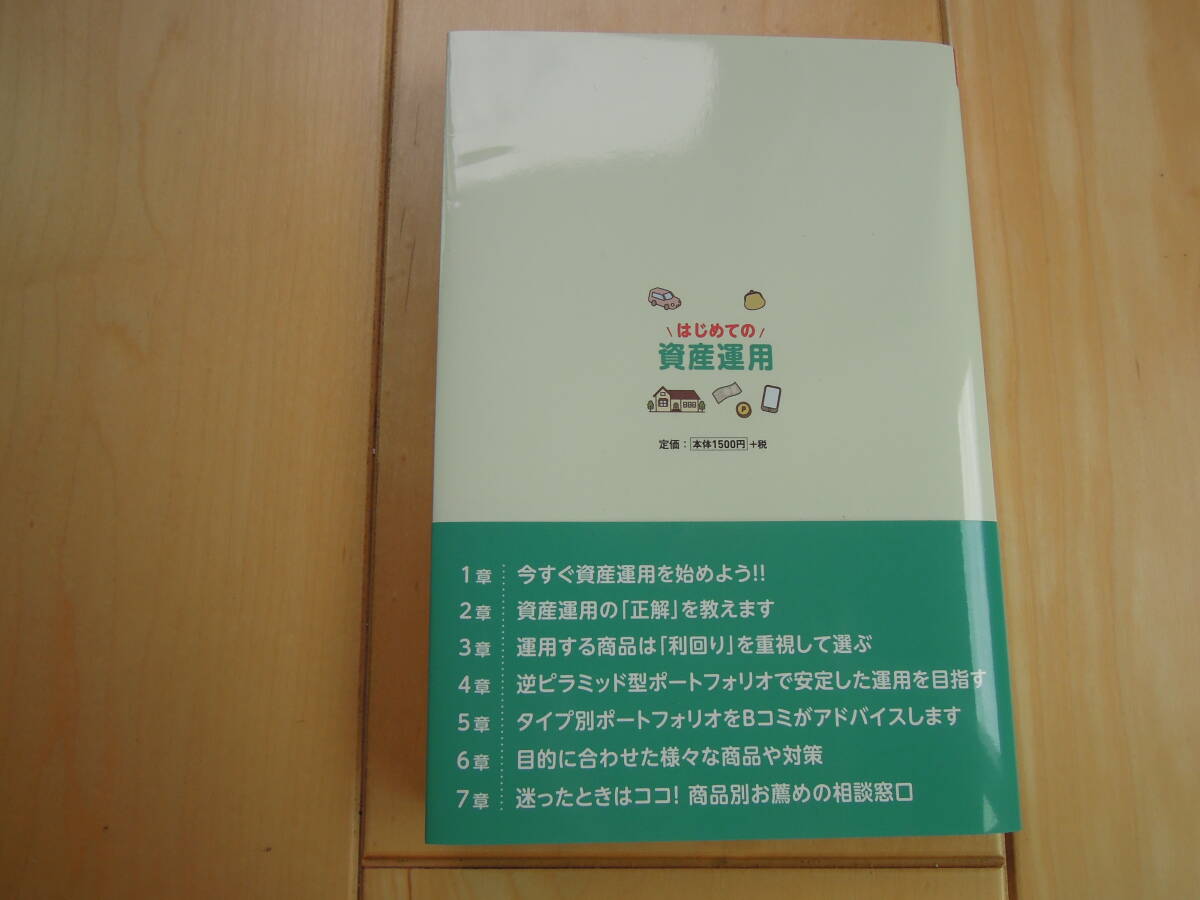 はじめての
資産運用
P
定価：本体1500円+税
1章 今すぐ資産運用を始めよう!!
2章 資産運用の「正解」を教えます
3章 運用する商品は「利回り」を重視して選ぶ
4章 逆ピラミッド型ポートフォリオで安定した運用を目指す
5章 タイプ別ポートフォリオをBコミがアドバイスします
6章 目的に合わせた様々な商品や対策
7章 迷ったときはココ! 商品別お薦めの相談窓口